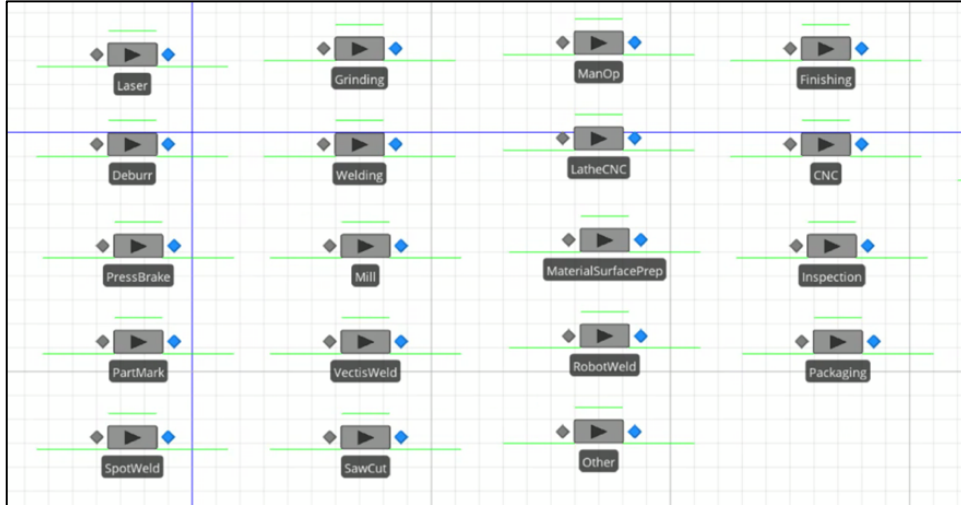 Laser
Grinding
ManOp
Finishing
Deburr
Welding
LatheCNC
CNC
PressBrake
Mill
MaterialSurfacePrep
Inspection
PartMark
VectisWeld
RobotWeld
Packaging
SpotWeld
SawCut
Other